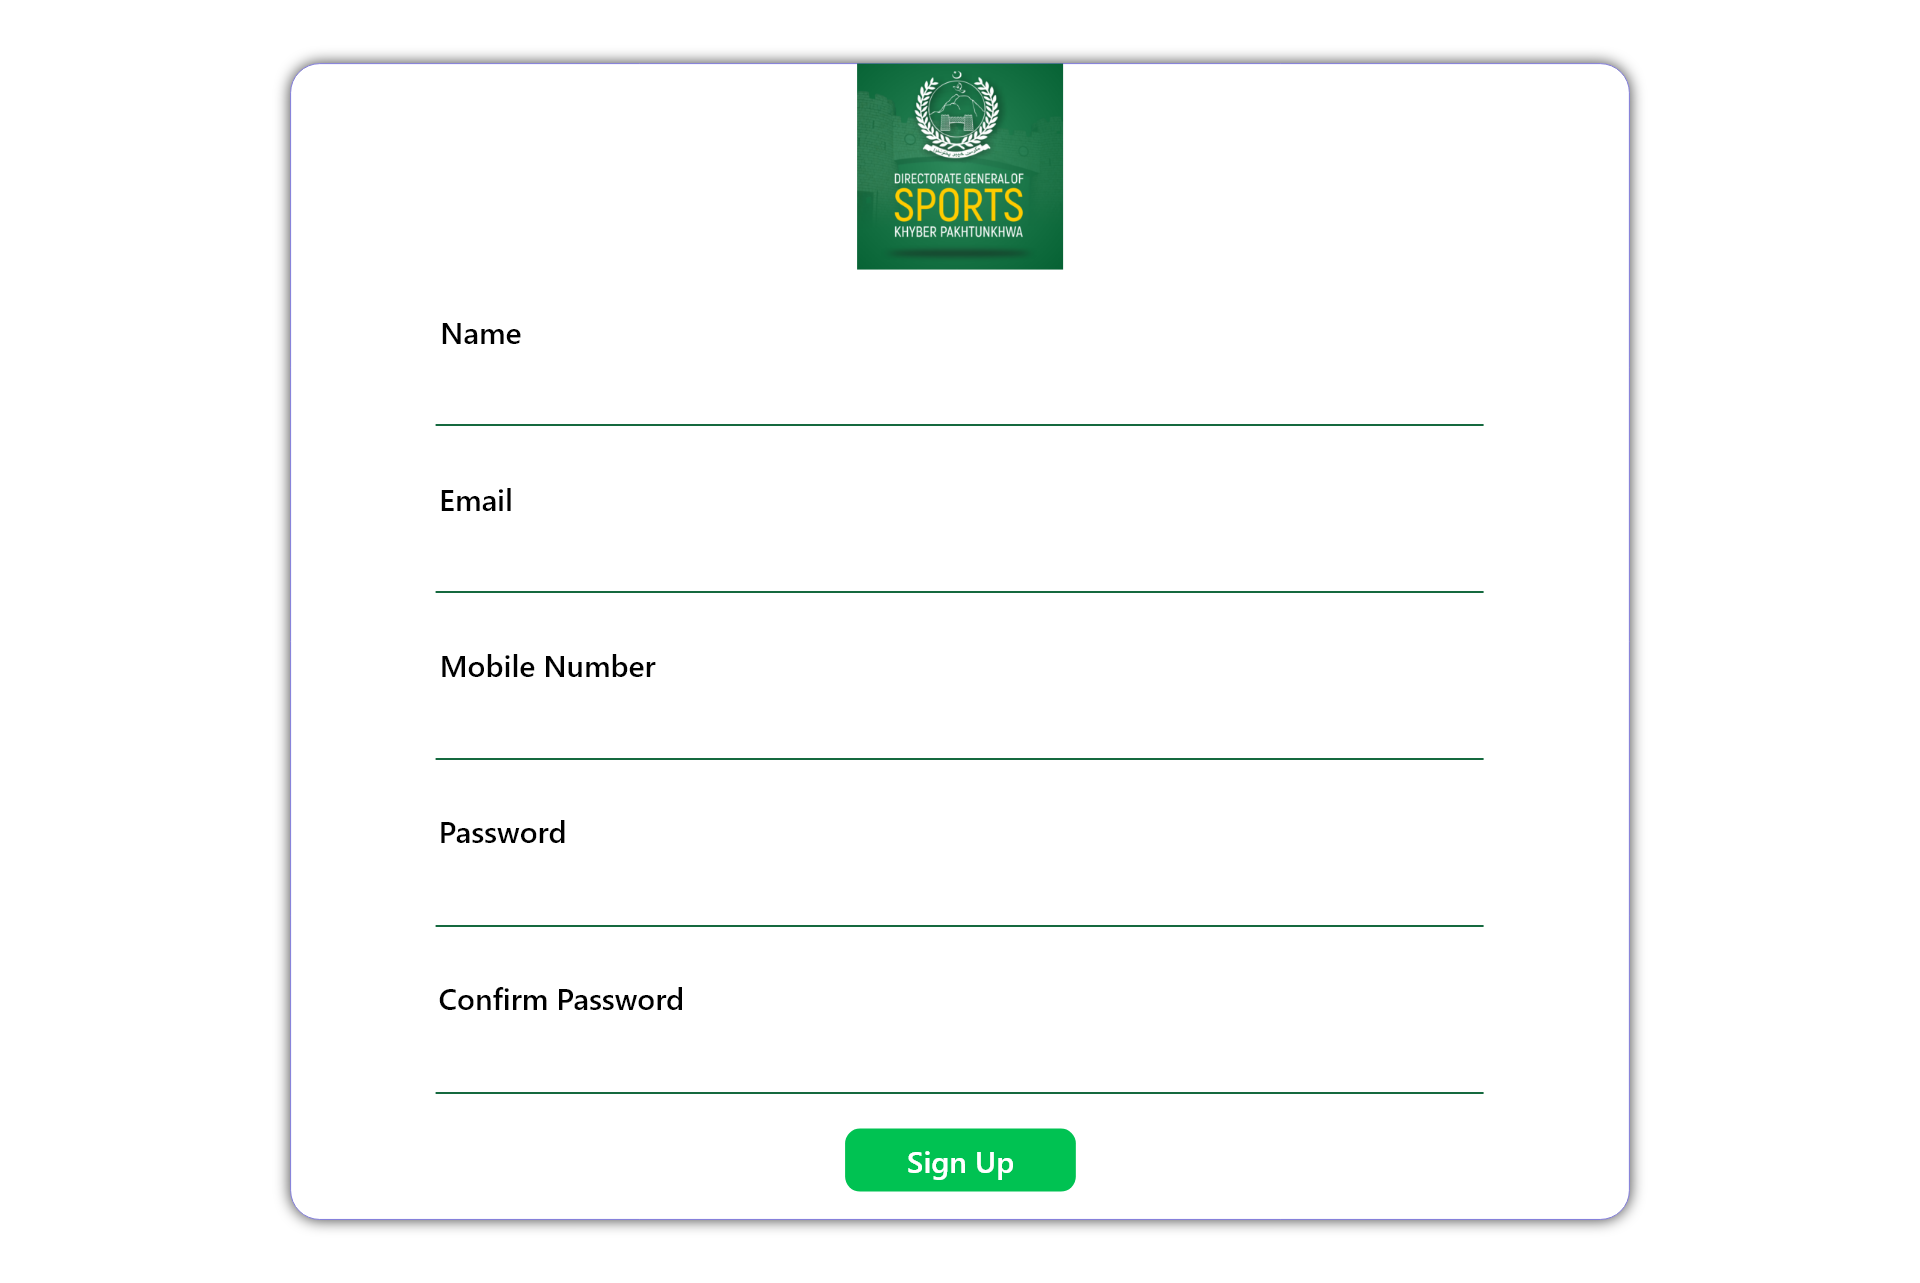 DIRECTORATE GENERAL OF
SPORTS
KHYBER PAKHTUNKHWA
Name
Email
Mobile Number
Password
Confirm Password
Sign Up